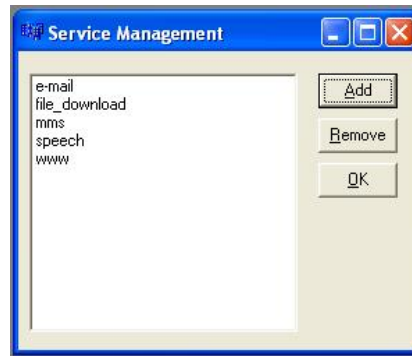 Service Management
e-mail
file_download
mms
speech
www
Add
Remove
OK